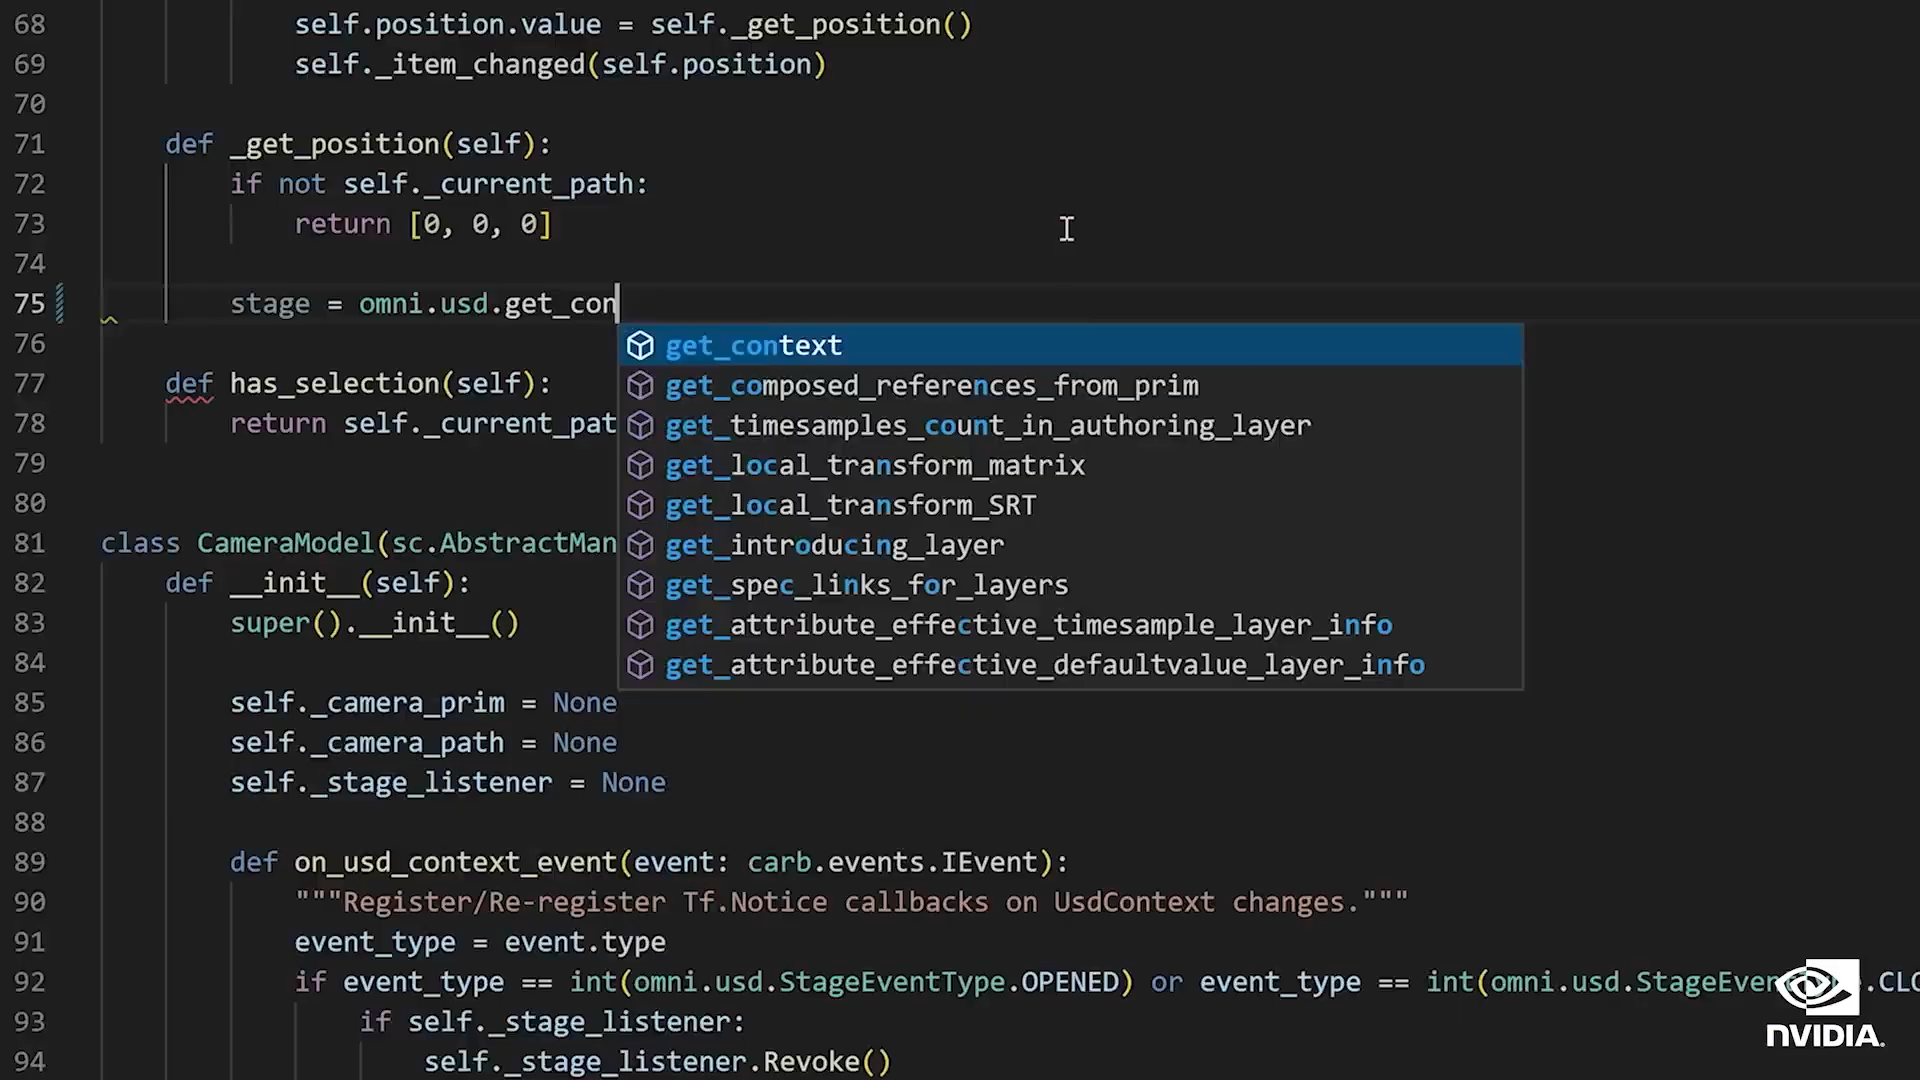 68 self.position.value = self._get_position()
69 self._item_changed(self.position)
70
71 def _get_position(self):
72 if not self._current_path:
73 return [0, 0, 0]
74
75 stage = omni.usd.get_con
76 get_context
77 def has_selection(self): get_composed_references_from_prim
78 return self._current_pat get_timesamples_count_in_authoring_layer
79 get_local_transform_matrix
80 get_local_transform_SRT
81 class CameraModel(sc.AbstractMan get_introducing_layer
82 def __init__(self): get_spec_links_for_layers
83 super().__init__() get_attribute_effective_timesample_layer_info
84 get_attribute_effective_defaultvalue_layer_info
85 self._camera_prim = None
86 self._camera_path = None
87 self._stage_listener = None
88
89 def on_usd_context_event(event: carb.events.IEvent):
90 """Register/Re-register Tf.Notice callbacks on UsdContext changes."""
91 event_type = event.type
92 if event_type == int(omni.usd.StageEventType.OPENED) or event_type == int(omni.usd.StageEven .CLO
93 if self._stage_listener:
94 self._stage_listener.Revoke()
NVIDIA.